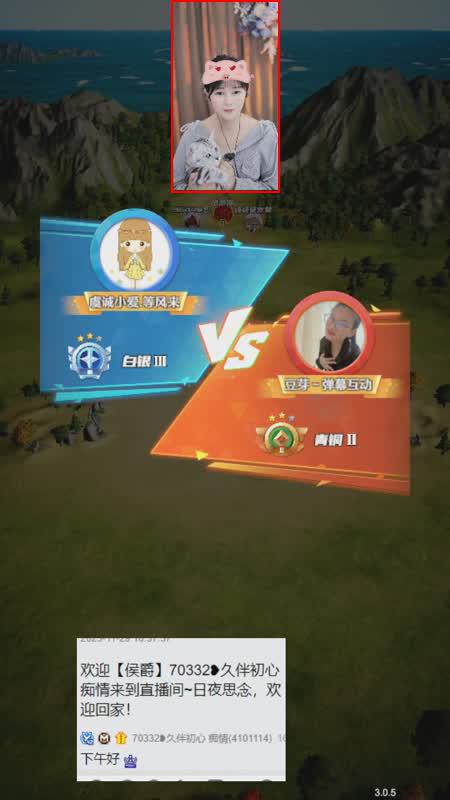 虞诚小爱.等风来
白银 III
VS
豆芽-弹幕互动
青铜 II
欢迎【侯爵】70332❥久伴初心
痴情来到直播间~日夜思念，欢
迎回家！
70332❥久伴初心 痴情(4101114) 16
下午好
3.0.5